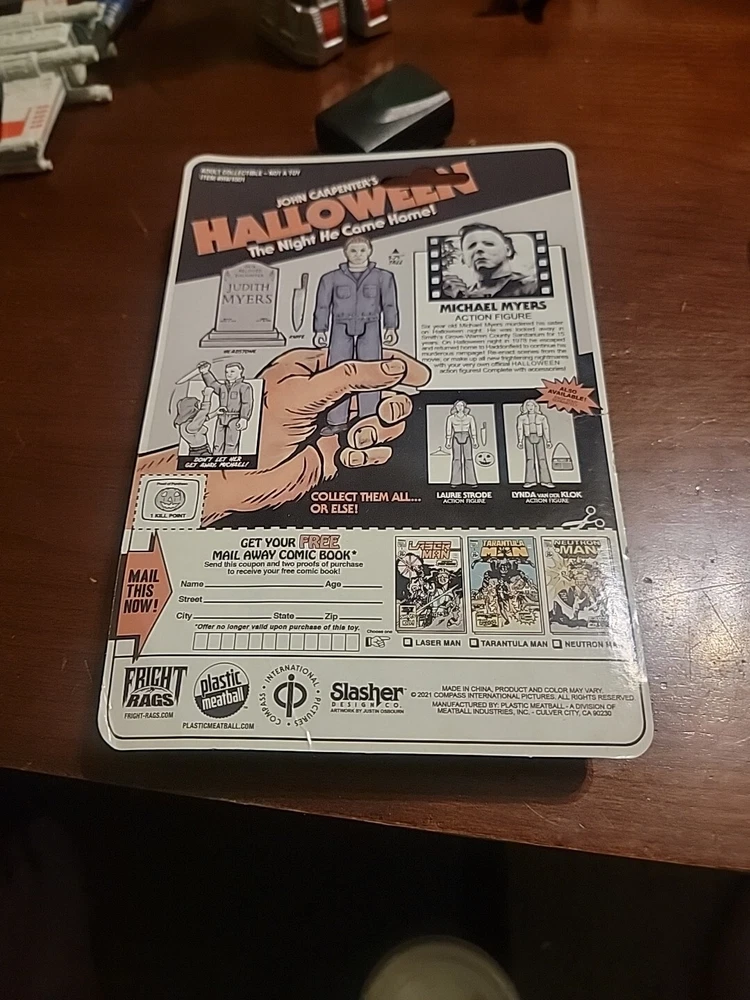 ADULT COLLECTIBLE - NOT A TOY
JOHN CARPENTER'S
HALLOWEEN
The Night He Came Home!
JUDITH
MYERS
HEADSTONE
KNIFE
MICHAEL MYERS
ACTION FIGURE
Six year old Michael Myers murdered his sister
on Halloween night. He was locked away in
Smith's Grove-Warren County Sanitarium for 15
years. On Halloween night in 1978 he escaped
and returned home to Haddonfield to continue his
murderous rampage! Re-enact scenes from the
movie, or make up all new frightening nightmares
with your very own official HALLOWEEN
action figures! Complete with accessories!
ALSO
AVAILABLE!
DON'T LET HER
GET AWAY, MICHAEL!
LAURIE STRODE
ACTION FIGURE
LYNDA VAN DER KLOK
ACTION FIGURE
COLLECT THEM ALL...
OR ELSE!
Proof of Purchase
1 KILL POINT
MAIL
THIS
NOW!
GET YOUR FREE
MAIL AWAY COMIC BOOK*
Send this coupon and two proofs of purchase
to receive your free comic book!
Name Age
Street
City State Zip
*Offer no longer valid upon purchase of this toy.
Choose one
LASER
MAN
TARANTULA
MAN
NEUTRON
MAN
LASER MAN
TARANTULA MAN
NEUTRON MAN
FRIGHT
RAGS
FRIGHT-RAGS.COM
plastic
meatball
PLASTICMEATBALL.COM
COMPASS • INTERNATIONAL • PICTURES
Slasher
DESIGN CO.
ARTWORK BY JUSTIN OSBOURN
MADE IN CHINA, PRODUCT AND COLOR MAY VARY.
© 2021 COMPASS INTERNATIONAL PICTURES. ALL RIGHTS RESERVED
MANUFACTURED BY: PLASTIC MEATBALL - A DIVISION OF
MEATBALL INDUSTRIES, INC. - CULVER CITY, CA 90230